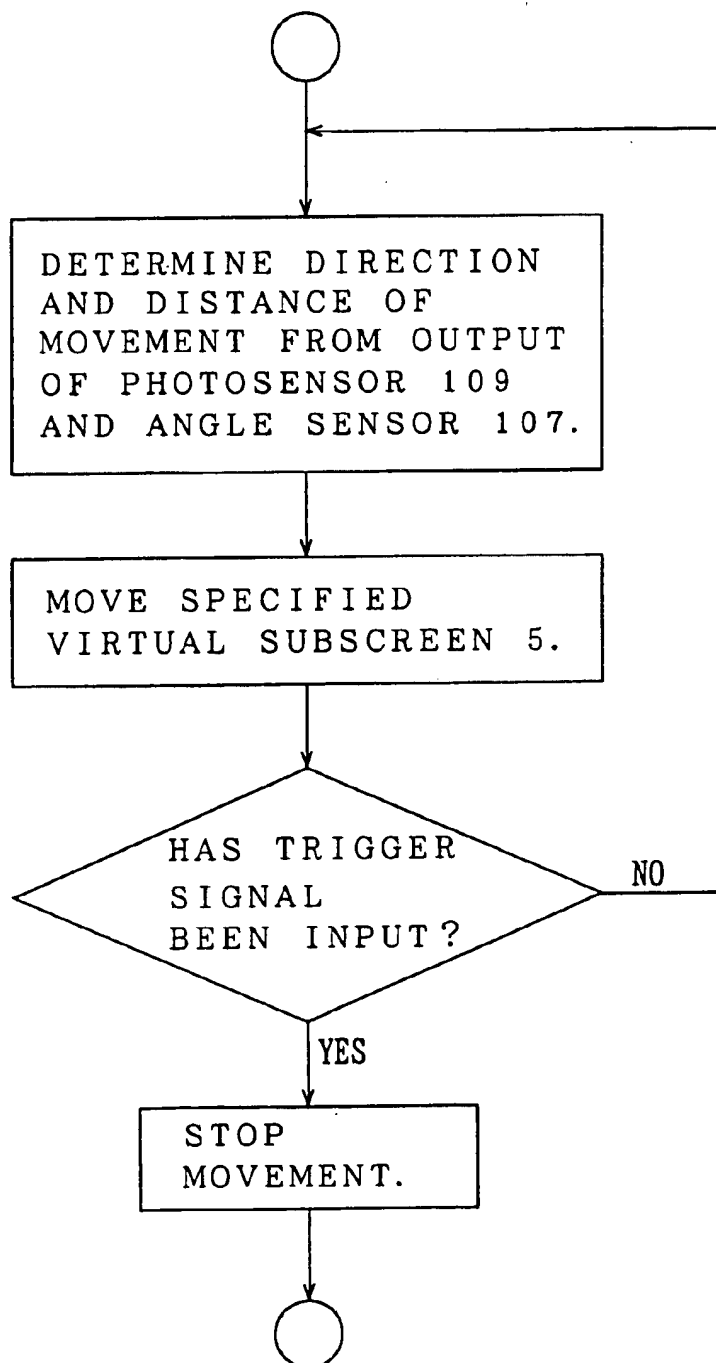 DETERMINE DIRECTION
AND DISTANCE OF
MOVEMENT FROM OUTPUT
OF PHOTOSENSOR 109
AND ANGLE SENSOR 107.
MOVE SPECIFIED
VIRTUAL SUBSCREEN 5.
HAS TRIGGER
SIGNAL
BEEN INPUT?
NO
YES
STOP
MOVEMENT.